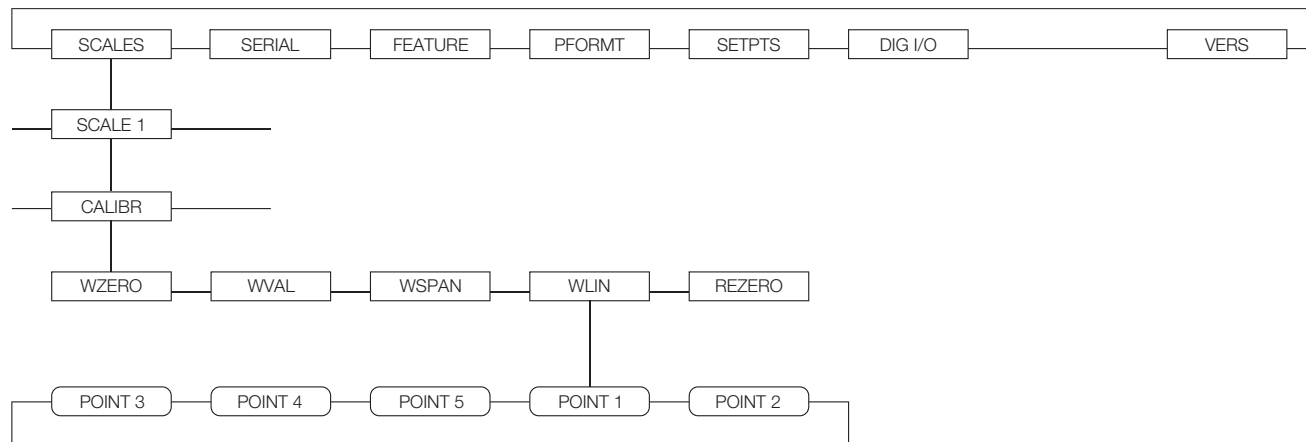 SCALES SERIAL FEATURE PFORMT SETPTS DIG I/O VERS
SCALE 1
CALIBR
WZERO WVAL WSPAN WLIN REZERO
POINT 3 POINT 4 POINT 5 POINT 1 POINT 2